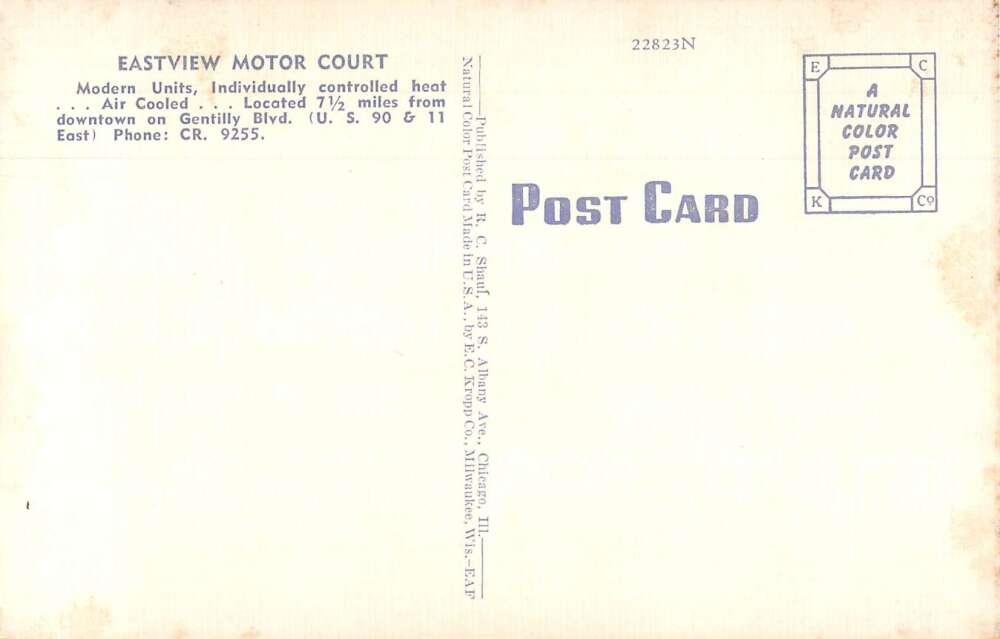 EASTVIEW MOTOR COURT
Modern Units, Individually controlled heat
. . . Air Cooled . . . Located 7½ miles from
downtown on Gentilly Blvd. (U. S. 90 & 11
East) Phone: CR. 9255.
—Published by R. C. Shauf, 143 S. Albany Ave., Chicago, Ill.—
Natural Color Post Card Made in U.S.A., by E.C. Kropp Co., Milwaukee, Wis.-EAF
22823N
POST CARD
E C
A
NATURAL
COLOR
POST
CARD
K Co